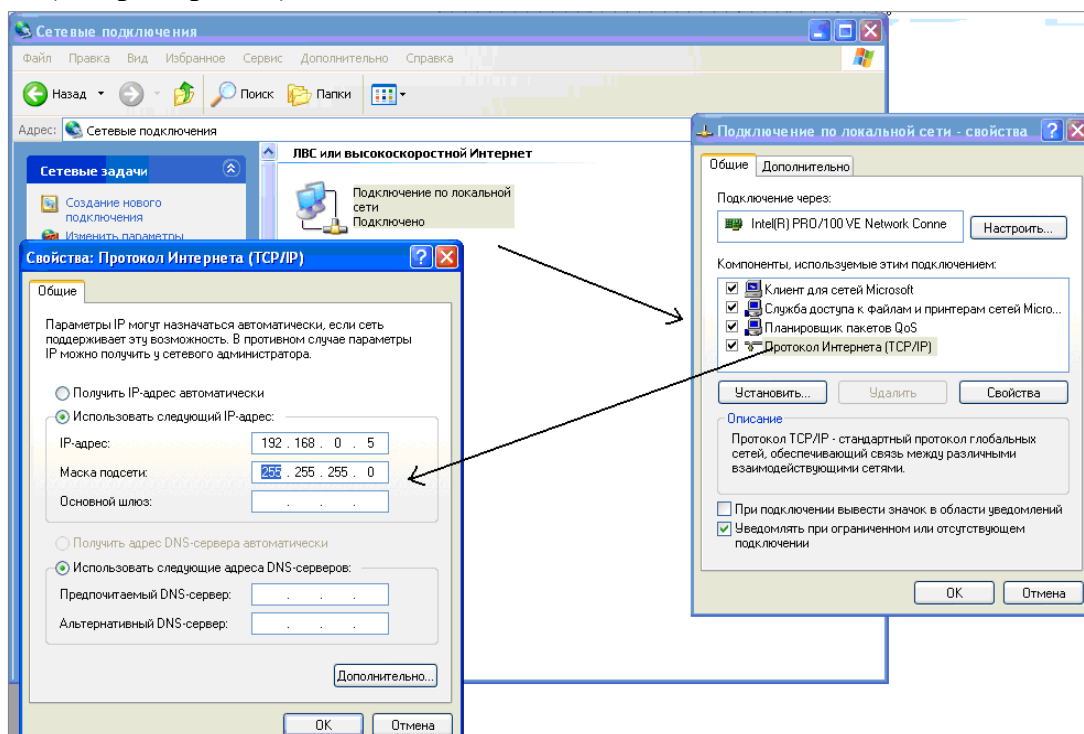 Сетевые подключения
Файл Правка Вид Избранное Сервис Дополнительно Справка
Назад Поиск Папки
Адрес: Сетевые подключения
Сетевые задачи
Создание нового
подключения
Изменить параметры
ЛВС или высокоскоростной Интернет
Подключение по локальной
сети
Подключено
Подключение по локальной сети - свойства
Общие Дополнительно
Подключение через:
Intel(R) PRO/100 VE Network Conne
Настроить...
Компоненты, используемые этим подключением:
Клиент для сетей Microsoft
Служба доступа к файлам и принтерам сетей Micro...
Планировщик пакетов QoS
Протокол Интернета (TCP/IP)
Установить... Удалить Свойства
Описание
Протокол TCP/IP - стандартный протокол глобальных
сетей, обеспечивающий связь между различными
взаимодействующими сетями.
При подключении вывести значок в области уведомлений
Уведомлять при ограниченном или отсутствующем
подключении
OK Отмена
Свойства: Протокол Интернета (TCP/IP)
Общие
Параметры IP могут назначаться автоматически, если сеть
поддерживает эту возможность. В противном случае параметры
IP можно получить у сетевого администратора.
Получить IP-адрес автоматически
Использовать следующий IP-адрес:
IP-адрес: 192 . 168 . 0 . 5
Маска подсети: 255 . 255 . 255 . 0
Основной шлюз: . . .
Получить адрес DNS-сервера автоматически
Использовать следующие адреса DNS-серверов:
Предпочитаемый DNS-сервер: . . .
Альтернативный DNS-сервер: . . .
Дополнительно...
OK Отмена